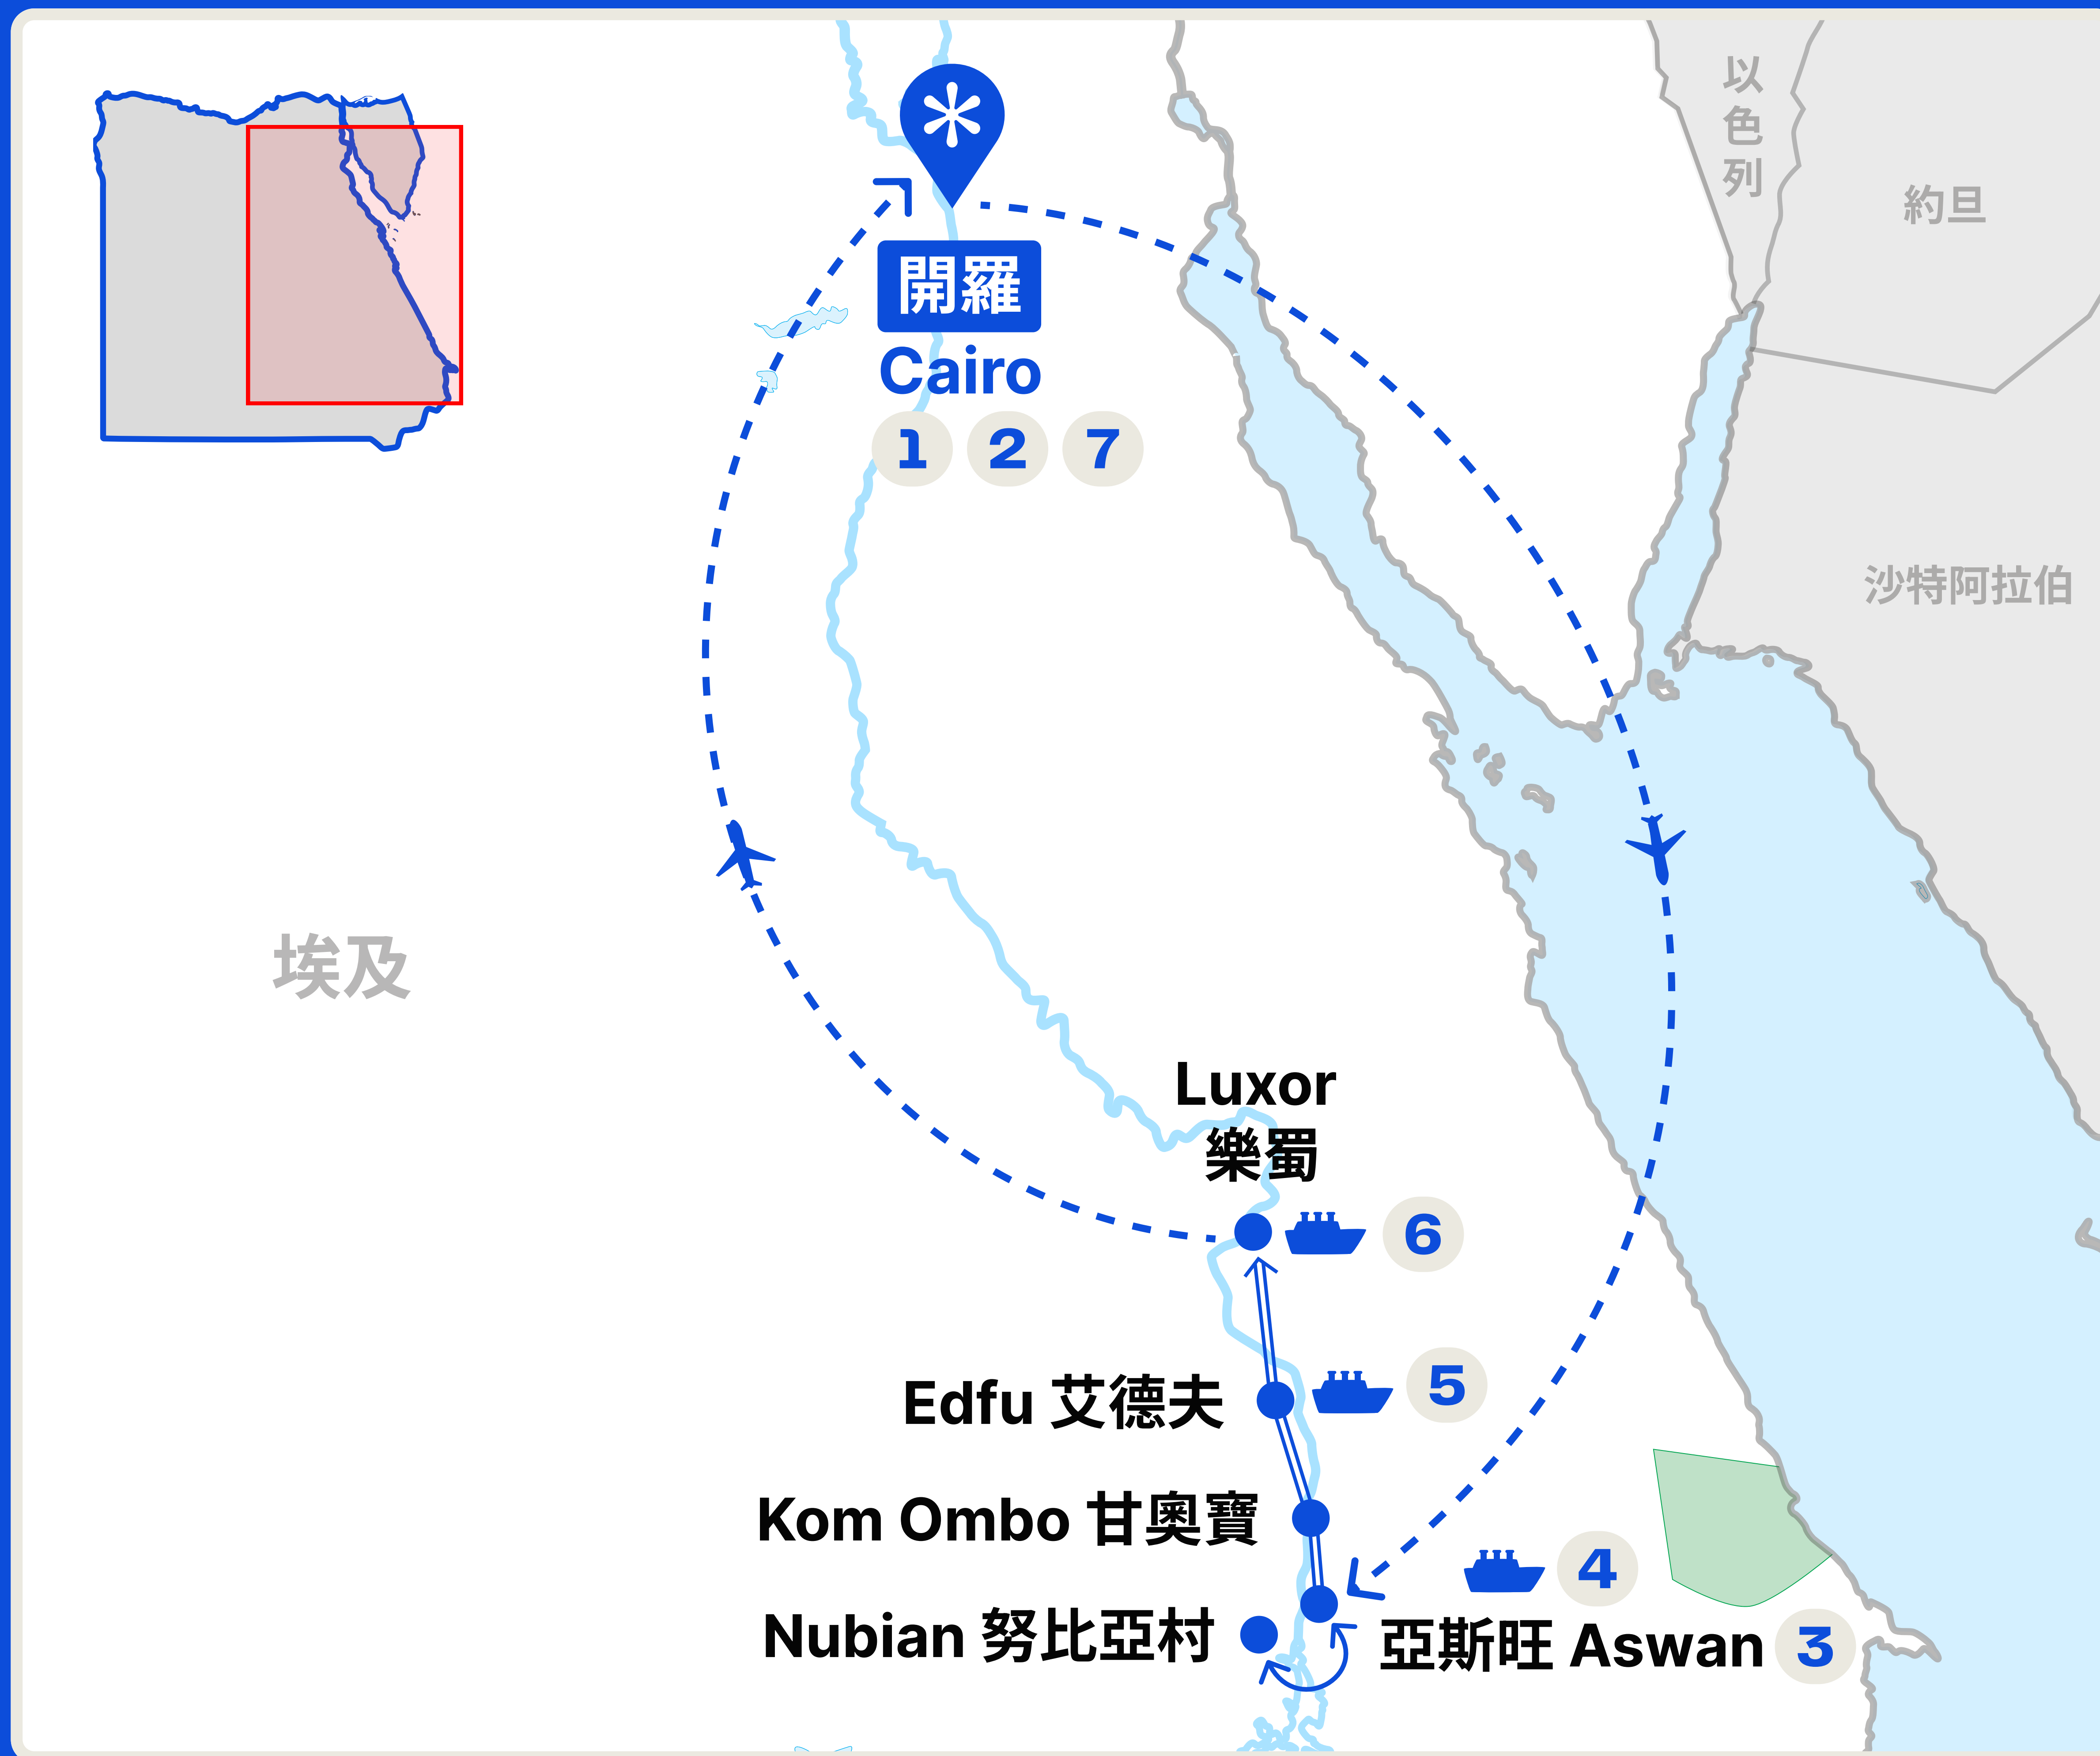 以色列
約旦
開羅
Cairo
1 2 7
沙特阿拉伯
埃及
Luxor
樂蜀
6
Edfu 艾德夫
5
Kom Ombo 甘奧寶
4
Nubian 努比亞村
亞斯旺 Aswan 3